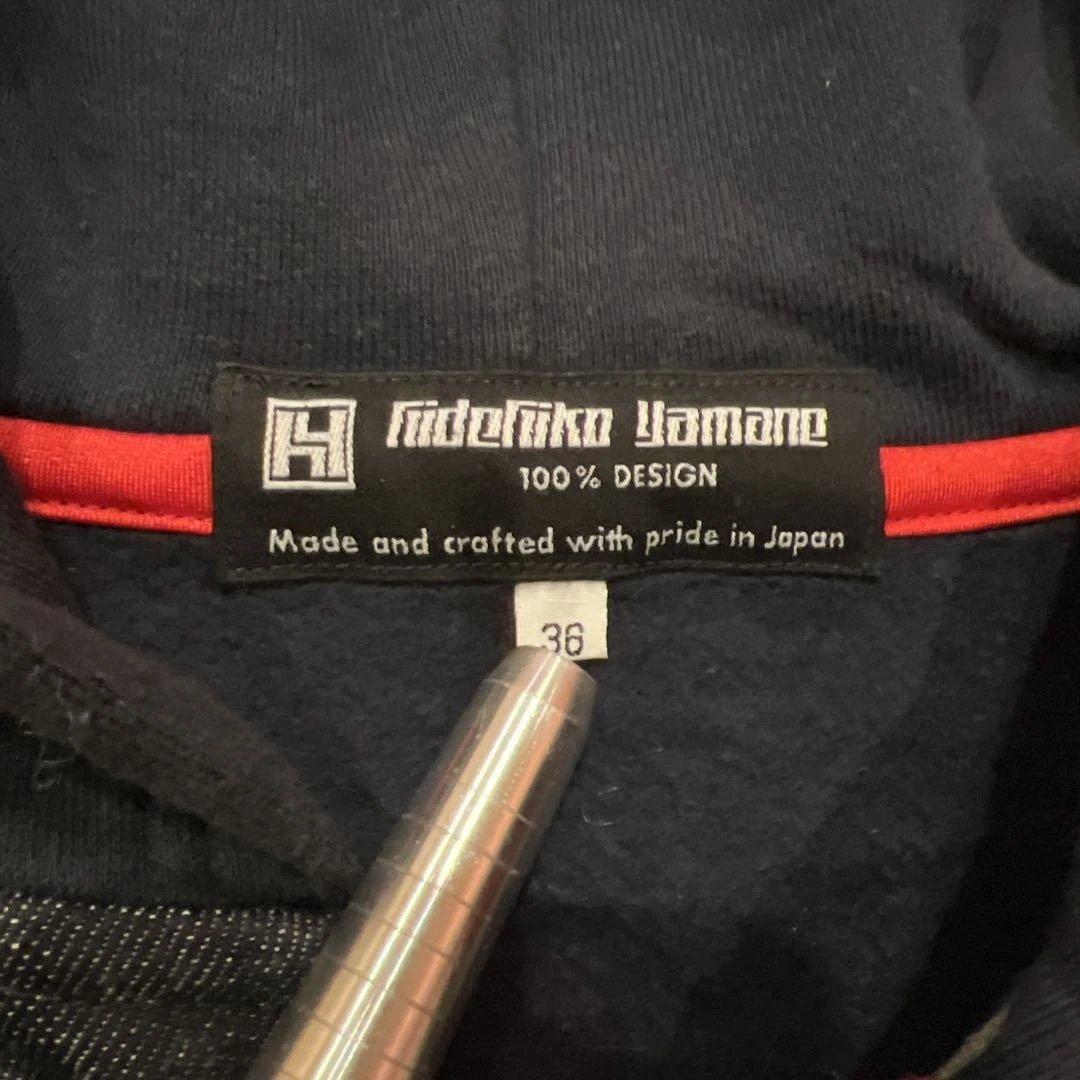 Hidehiko Yamane
100% DESIGN
Made and crafted with pride in Japan
36